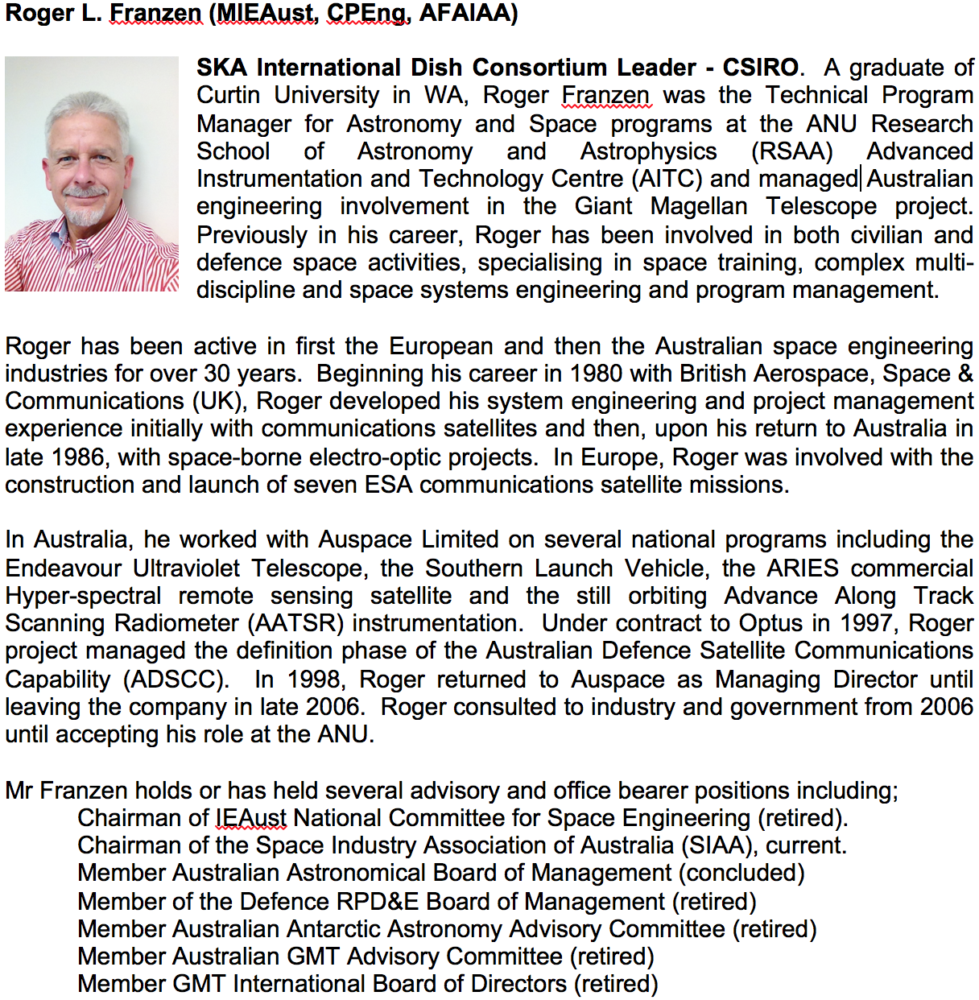 Roger L. Franzen (MIEAust, CPEng, AFAIAA)
SKA International Dish Consortium Leader - CSIRO. A graduate of
Curtin University in WA, Roger Franzen was the Technical Program
Manager for Astronomy and Space programs at the ANU Research
School of Astronomy and Astrophysics (RSAA) Advanced
Instrumentation and Technology Centre (AITC) and managed Australian
engineering involvement in the Giant Magellan Telescope project.
Previously in his career, Roger has been involved in both civilian and
defence space activities, specialising in space training, complex multi-
discipline and space systems engineering and program management.
Roger has been active in first the European and then the Australian space engineering
industries for over 30 years. Beginning his career in 1980 with British Aerospace, Space &
Communications (UK), Roger developed his system engineering and project management
experience initially with communications satellites and then, upon his return to Australia in
late 1986, with space-borne electro-optic projects. In Europe, Roger was involved with the
construction and launch of seven ESA communications satellite missions.
In Australia, he worked with Auspace Limited on several national programs including the
Endeavour Ultraviolet Telescope, the Southern Launch Vehicle, the ARIES commercial
Hyper-spectral remote sensing satellite and the still orbiting Advance Along Track
Scanning Radiometer (AATSR) instrumentation. Under contract to Optus in 1997, Roger
project managed the definition phase of the Australian Defence Satellite Communications
Capability (ADSCC). In 1998, Roger returned to Auspace as Managing Director until
leaving the company in late 2006. Roger consulted to industry and government from 2006
until accepting his role at the ANU.
Mr Franzen holds or has held several advisory and office bearer positions including;
Chairman of IEAust National Committee for Space Engineering (retired).
Chairman of the Space Industry Association of Australia (SIAA), current.
Member Australian Astronomical Board of Management (concluded)
Member of the Defence RPD&E Board of Management (retired)
Member Australian Antarctic Astronomy Advisory Committee (retired)
Member Australian GMT Advisory Committee (retired)
Member GMT International Board of Directors (retired)